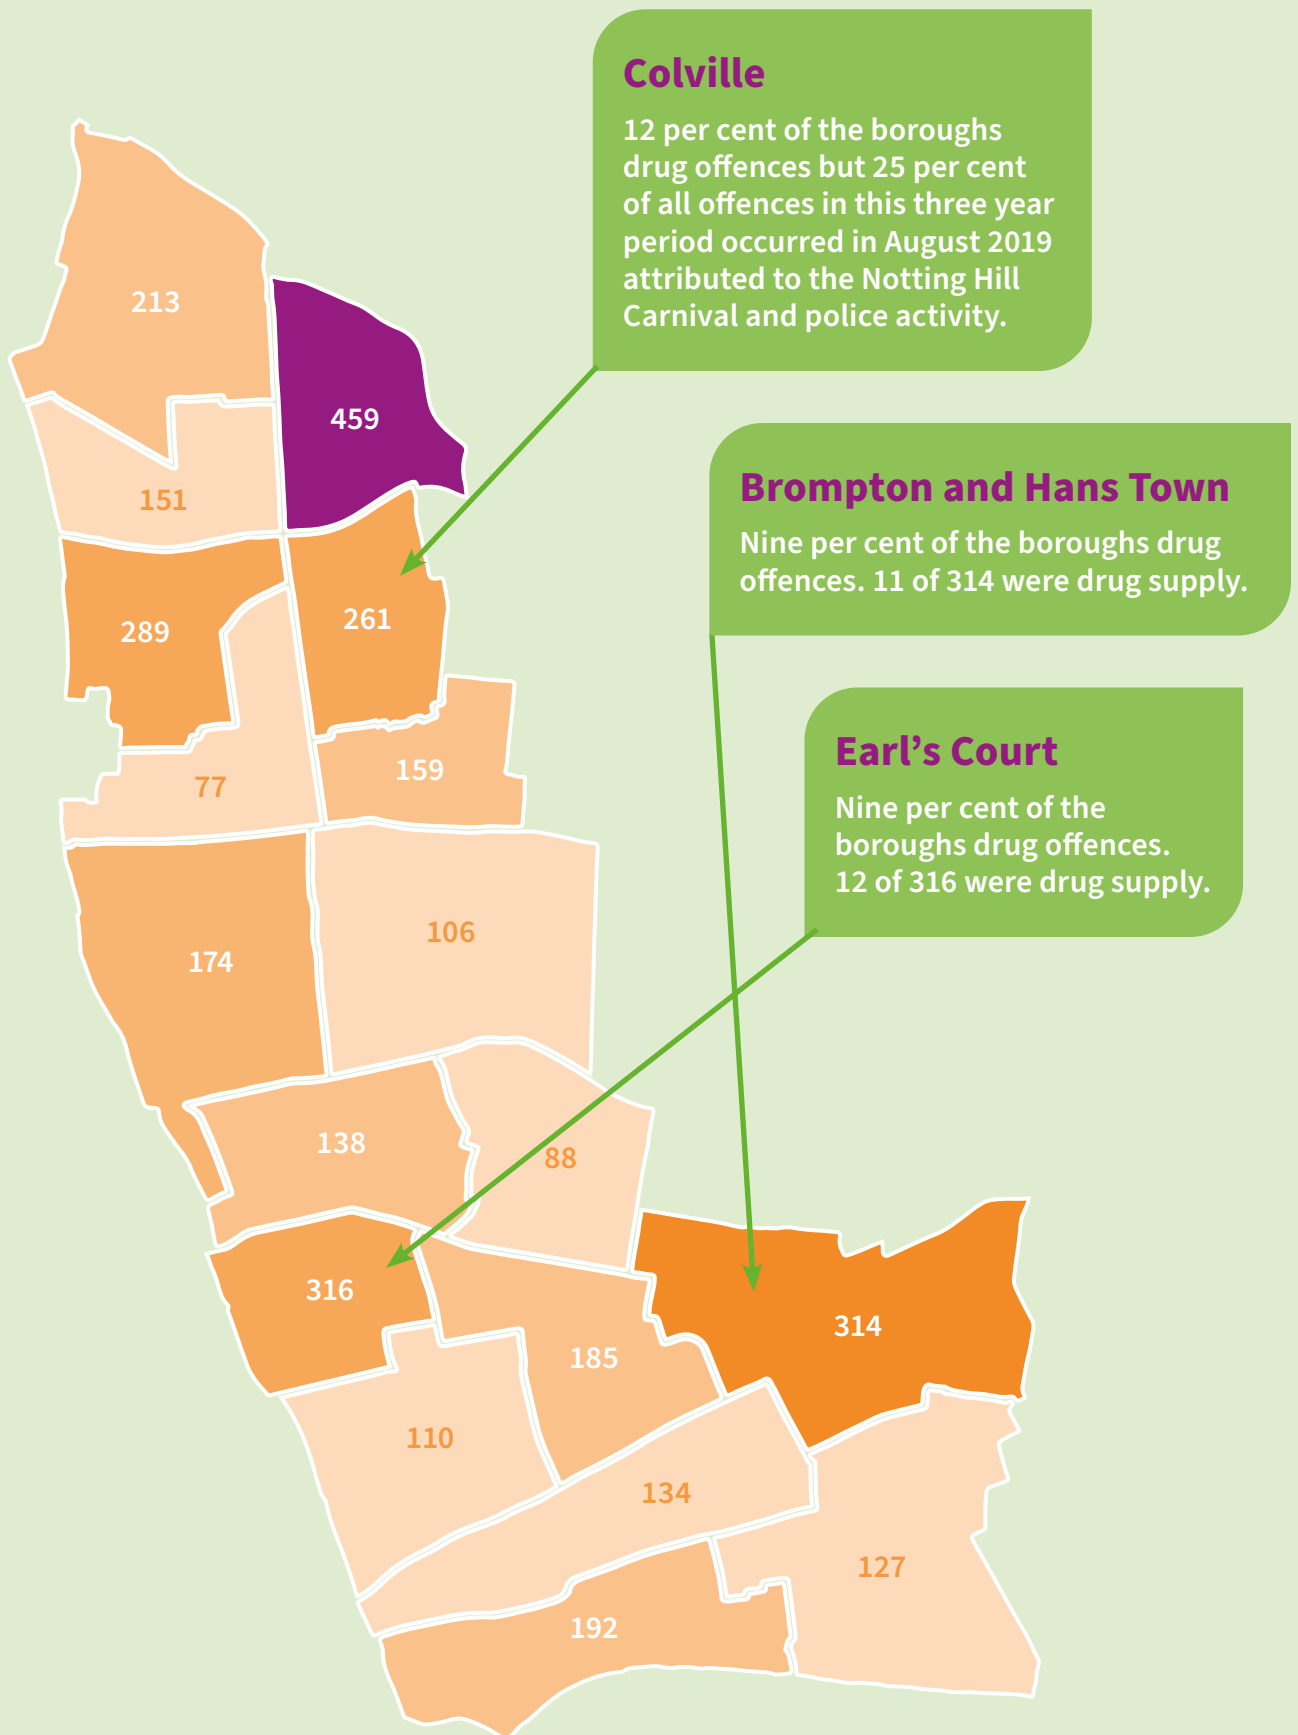 Colville
12 per cent of the boroughs
drug offences but 25 per cent
of all offences in this three year
period occurred in August 2019
attributed to the Notting Hill
Carnival and police activity.
213
459
151
Brompton and Hans Town
Nine per cent of the boroughs drug
offences. 11 of 314 were drug supply.
289
261
77
159
Earl’s Court
Nine per cent of the
boroughs drug offences.
12 of 316 were drug supply.
174
106
138
88
316
314
185
110
134
127
192